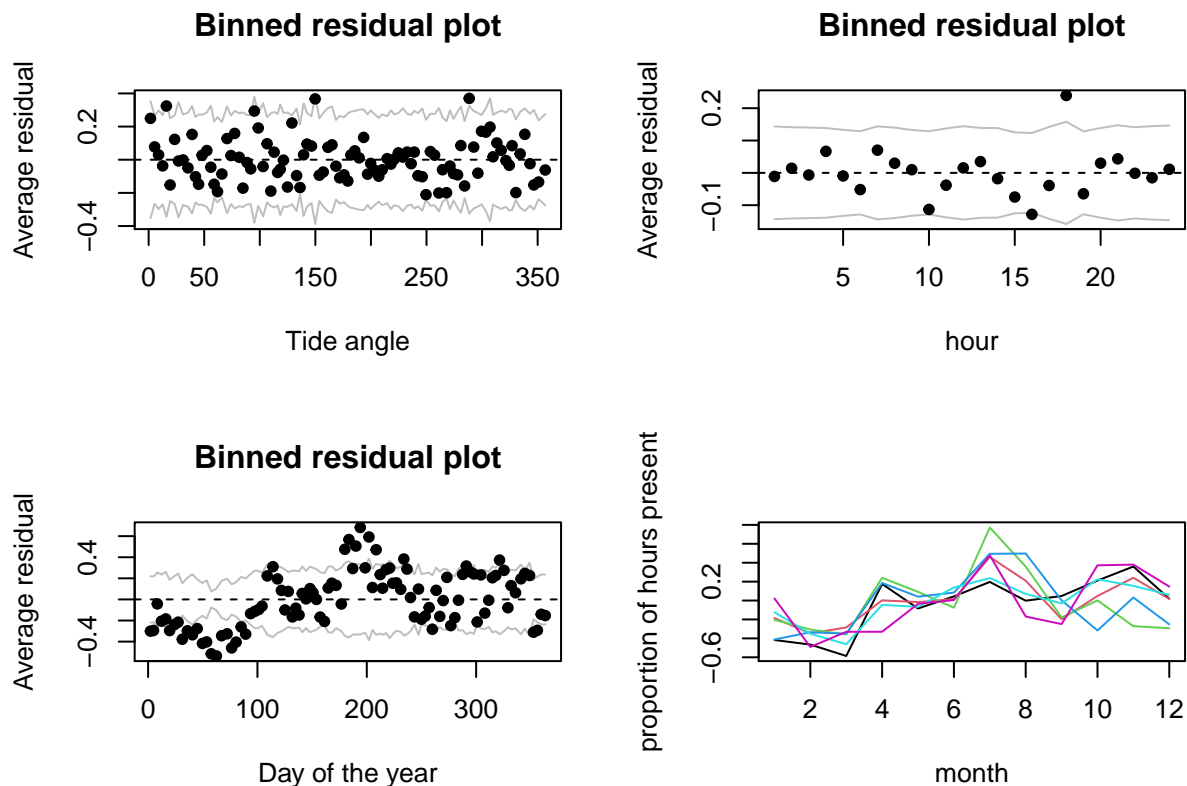 Binned residual plot
Average residual
0.2
−0.4
0 50 150 250 350
Tide angle
Binned residual plot
Average residual
0.2
−0.1
5 10 15 20
hour
Binned residual plot
Average residual
0.4
−0.4
0 100 200 300
Day of the year
proportion of hours present
0.2
−0.6
2 4 6 8 10 12
month